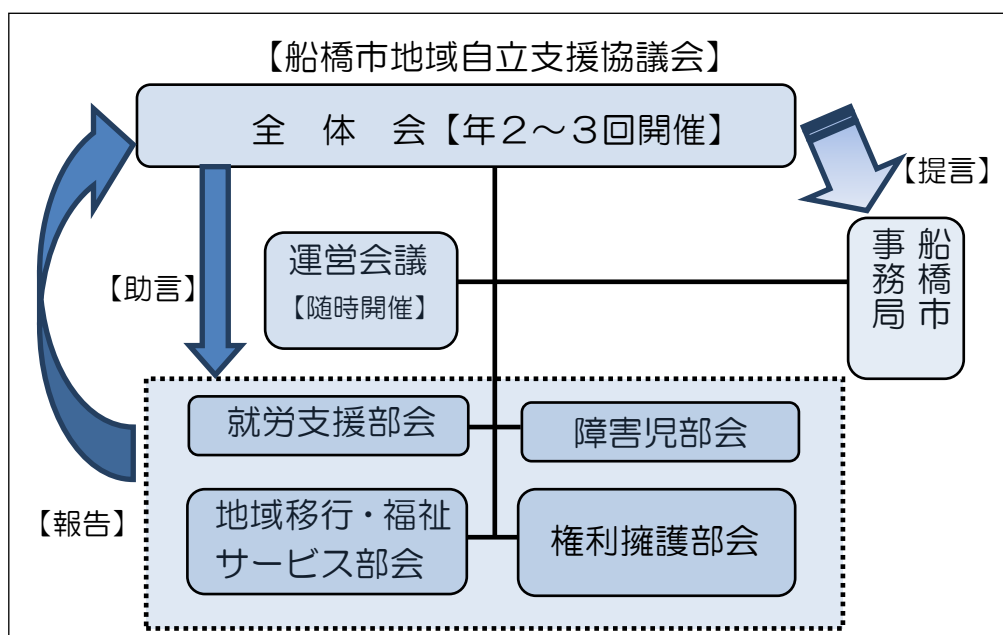 【船橋市地域自立支援協議会】
全　体　会【年２～３回開催】
【提言】
運営会議
【随時開催】
船橋市
事務局
【助言】
就労支援部会
障害児部会
地域移行・福祉
サービス部会
権利擁護部会
【報告】